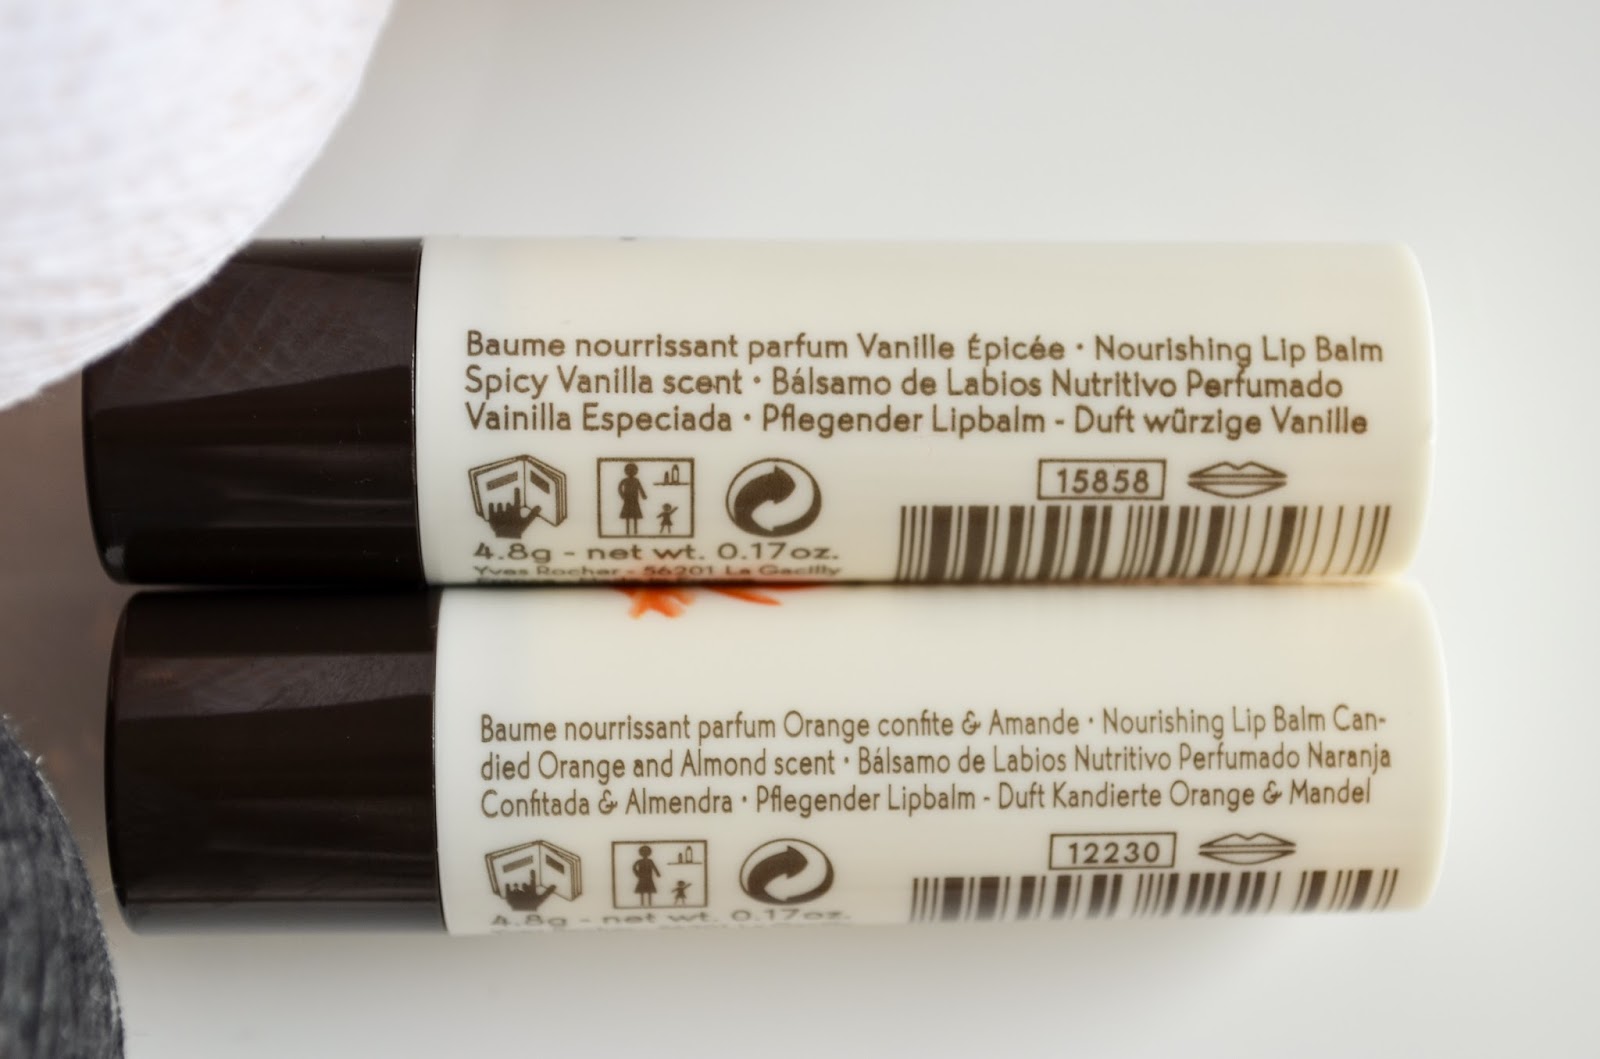 Baume nourrissant parfum Vanille Épicée · Nourishing Lip Balm
Spicy Vanilla scent · Bálsamo de Labios Nutritivo Perfumado
Vainilla Especiada · Pflegender Lipbalm - Duft würzige Vanille
15858
4.8g - net wt. 0.17oz.
Yves Rocher - 56201 La Gacilly
Baume nourrissant parfum Orange confite & Amande · Nourishing Lip Balm Can-
died Orange and Almond scent · Bálsamo de Labios Nutritivo Perfumado Naranja
Confitada & Almendra · Pflegender Lipbalm - Duft Kandierte Orange & Mandel
12230
4.8g - net wt. 0.17oz.